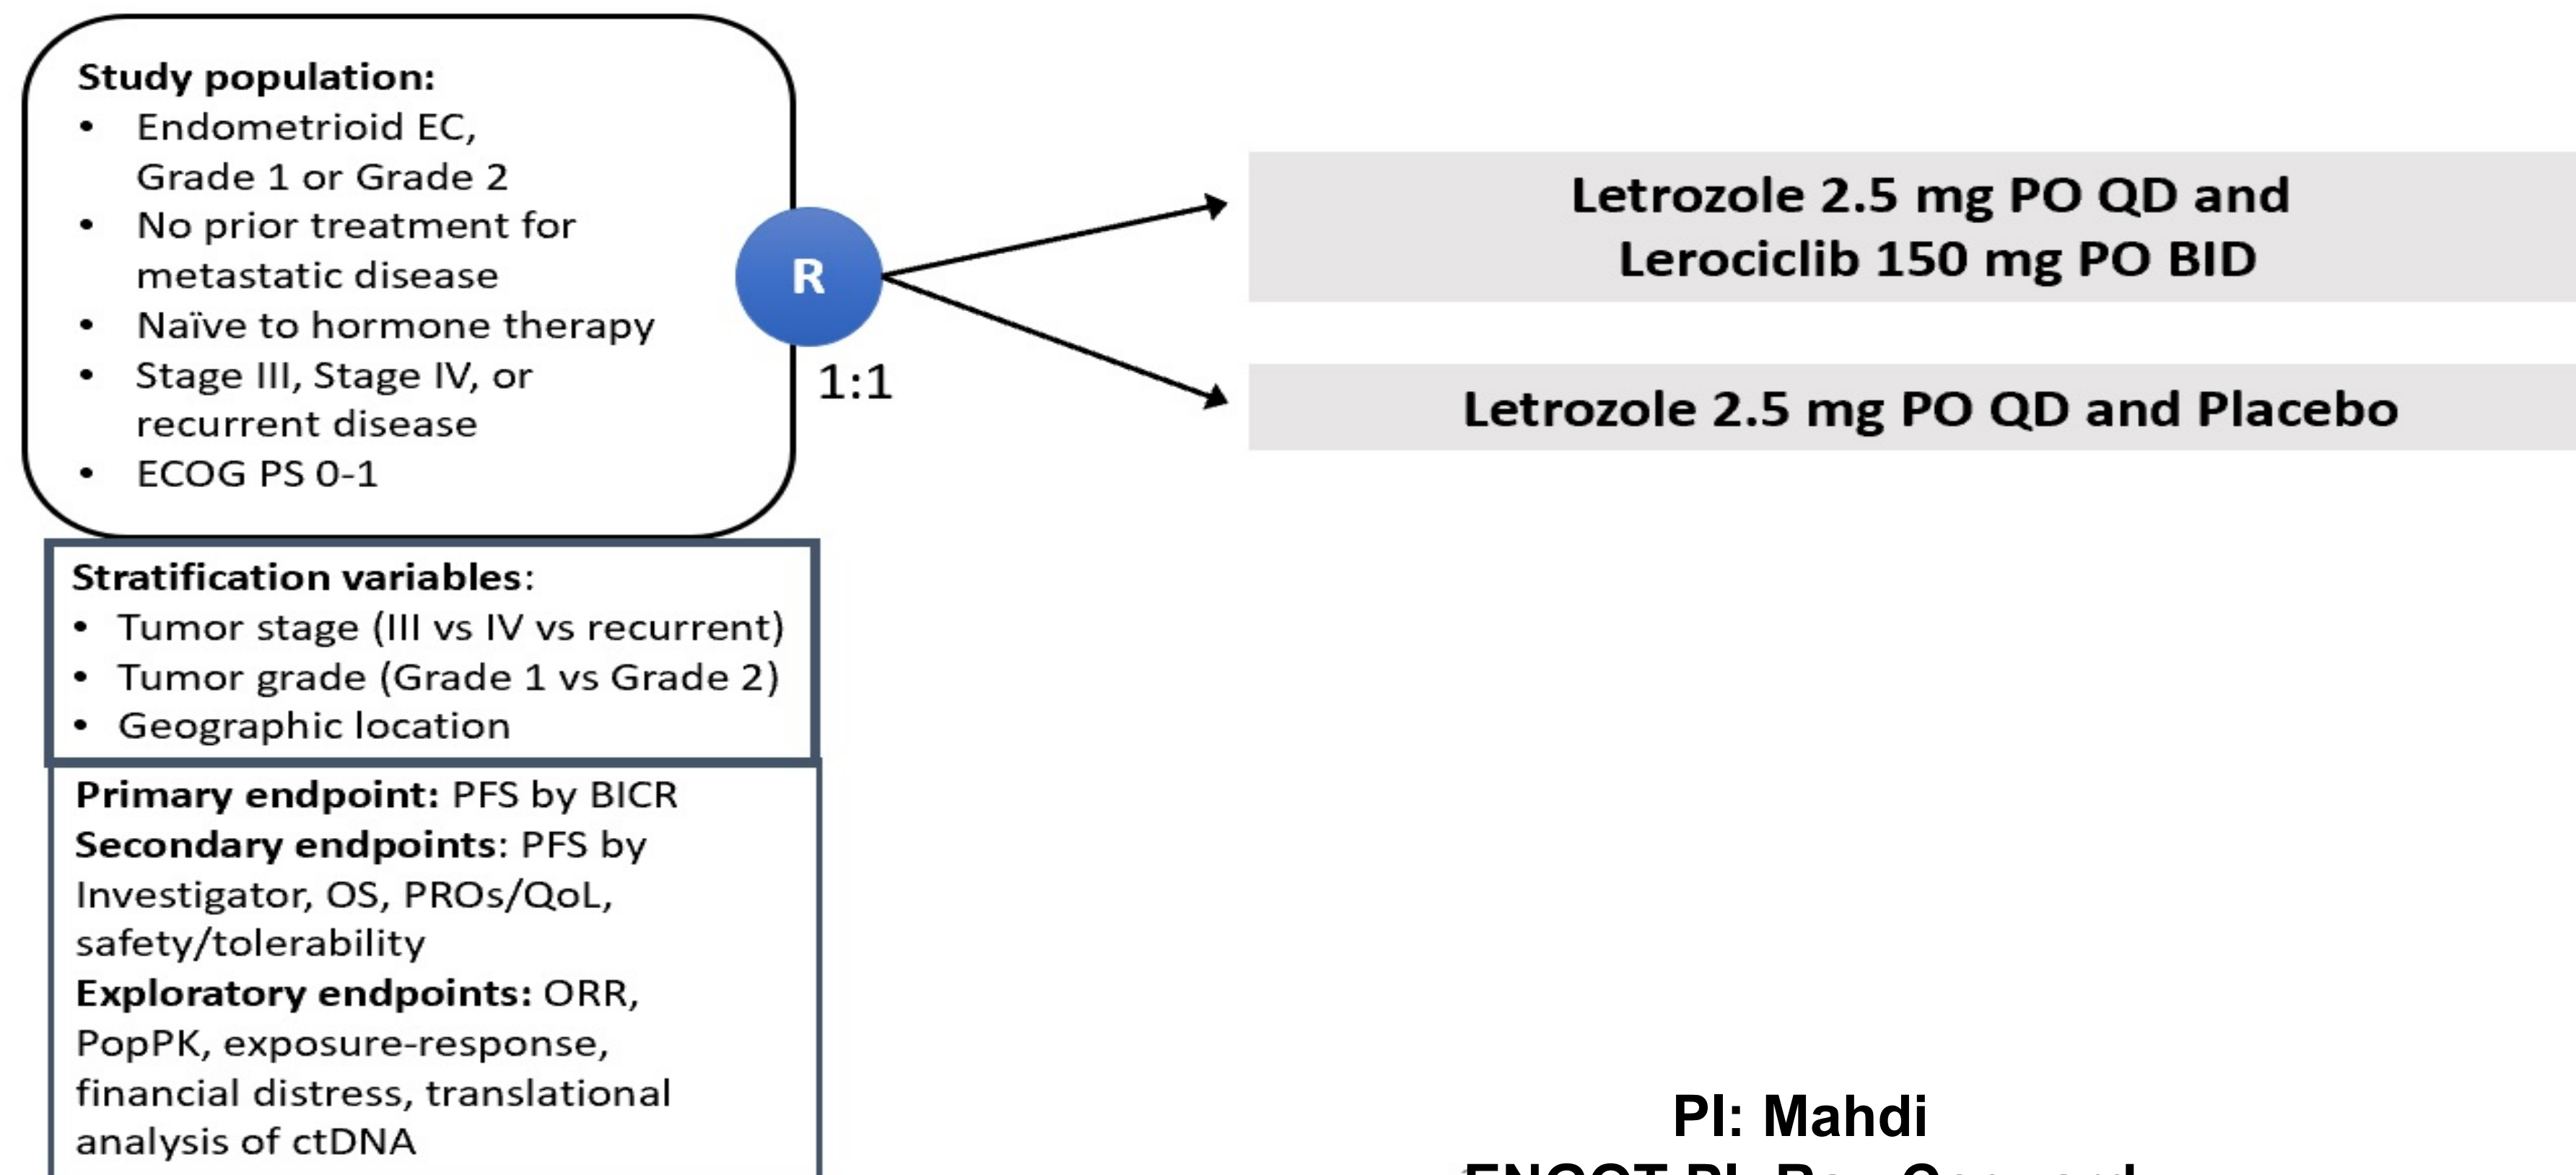 Study population:
• Endometrioid EC,
Grade 1 or Grade 2
• No prior treatment for
metastatic disease
• Naïve to hormone therapy
• Stage III, Stage IV, or
recurrent disease
• ECOG PS 0-1
R
1:1
Letrozole 2.5 mg PO QD and
Lerociclib 150 mg PO BID
Letrozole 2.5 mg PO QD and Placebo
Stratification variables:
• Tumor stage (III vs IV vs recurrent)
• Tumor grade (Grade 1 vs Grade 2)
• Geographic location
Primary endpoint: PFS by BICR
Secondary endpoints: PFS by
Investigator, OS, PROs/QoL,
safety/tolerability
Exploratory endpoints: ORR,
PopPK, exposure-response,
financial distress, translational
analysis of ctDNA
PI: Mahdi